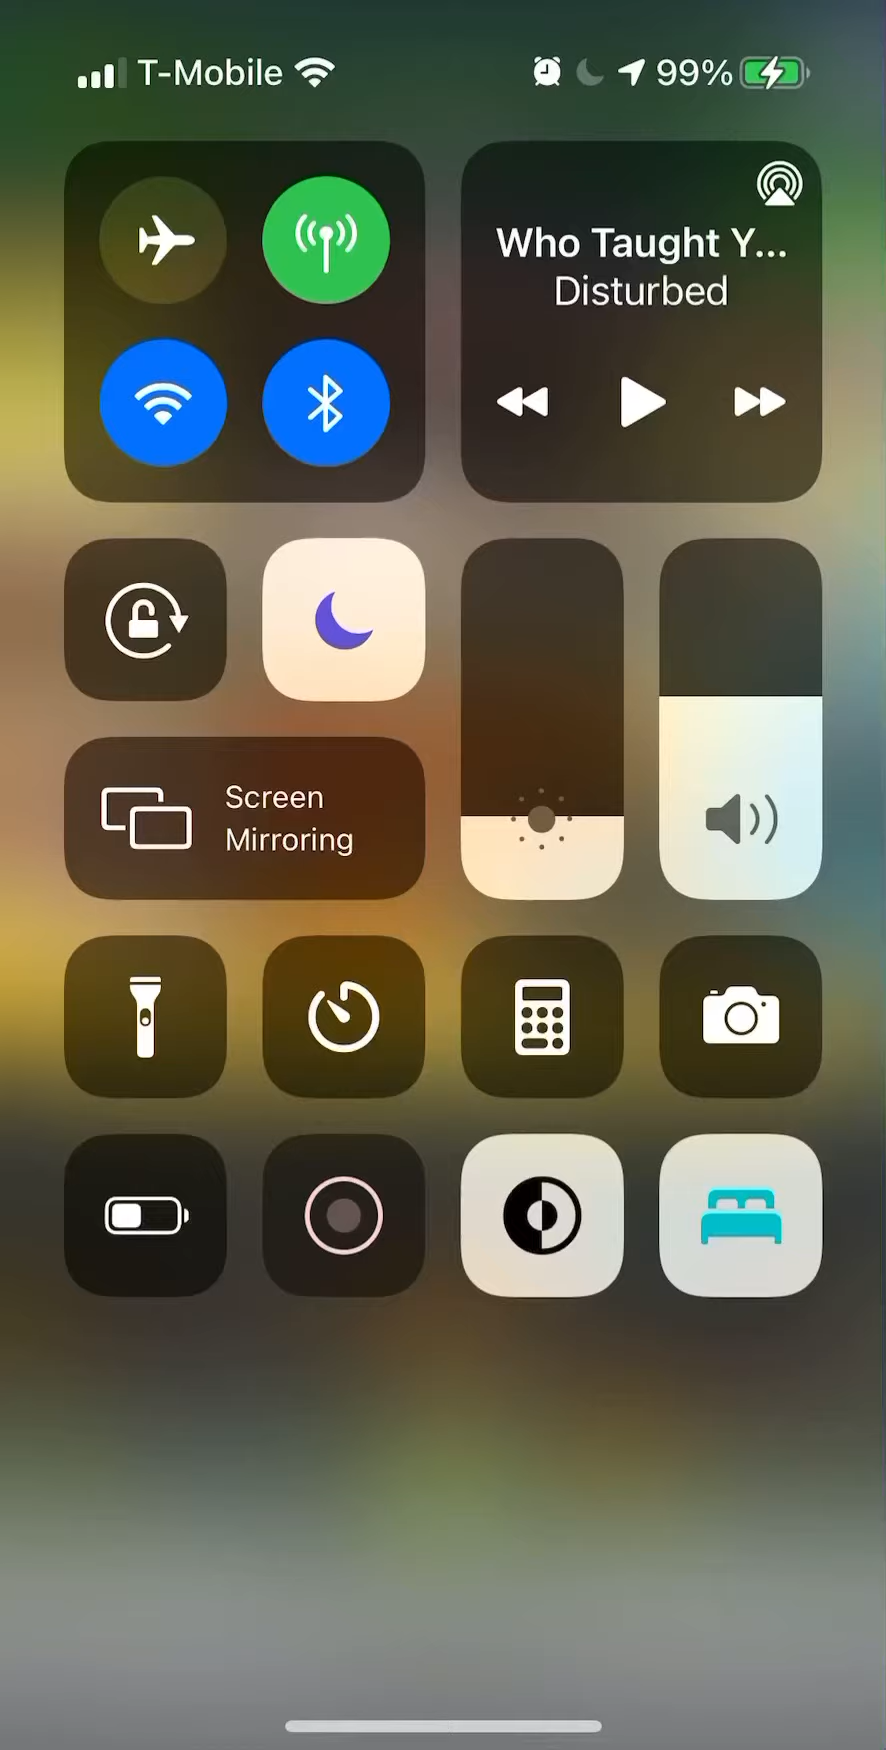 T-Mobile 99%
Who Taught Y...
Disturbed
Screen
Mirroring